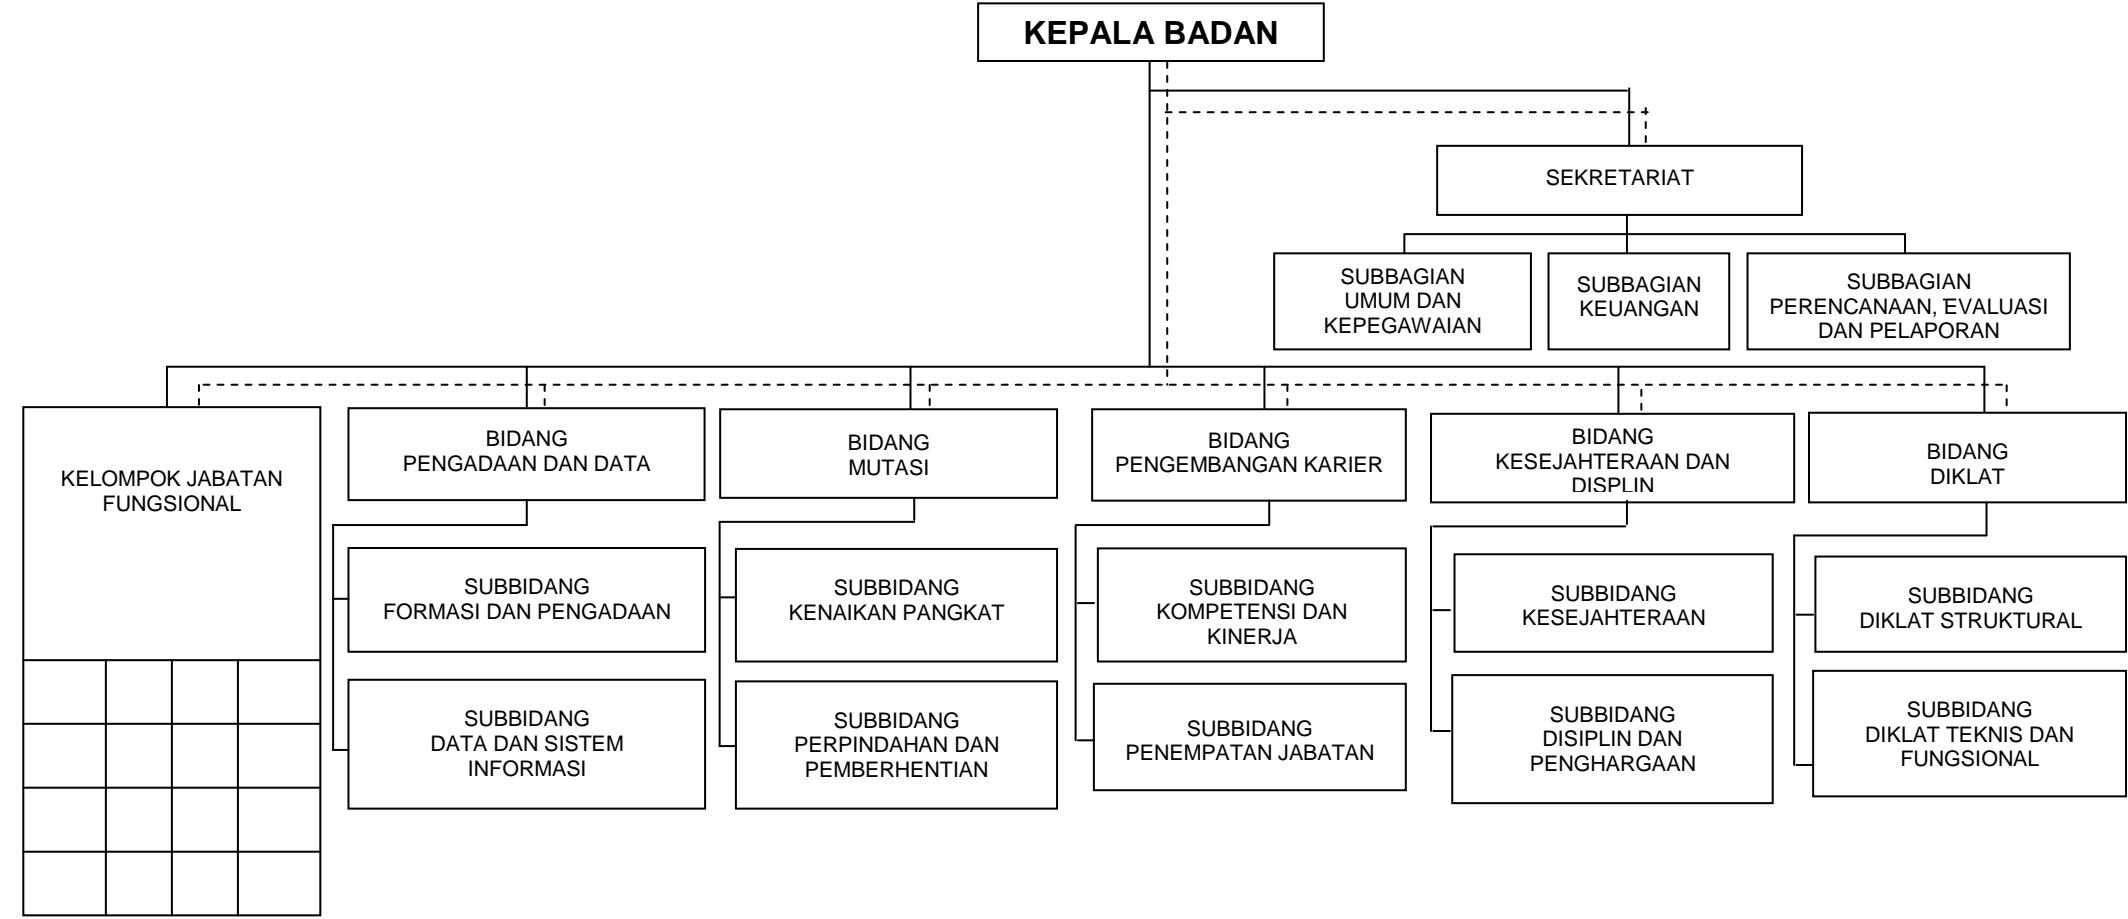 KEPALA BADAN
SEKRETARIAT
SUBBAGIAN
UMUM DAN
KEPEGAWAIAN
SUBBAGIAN
KEUANGAN
SUBBAGIAN
PERENCANAAN, EVALUASI
DAN PELAPORAN
KELOMPOK JABATAN
FUNGSIONAL
BIDANG
PENGADAAN DAN DATA
BIDANG
MUTASI
BIDANG
PENGEMBANGAN KARIER
BIDANG
KESEJAHTERAAN DAN
DISPLIN
BIDANG
DIKLAT
SUBBIDANG
FORMASI DAN PENGADAAN
SUBBIDANG
KENAIKAN PANGKAT
SUBBIDANG
KOMPETENSI DAN
KINERJA
SUBBIDANG
KESEJAHTERAAN
SUBBIDANG
DIKLAT STRUKTURAL
SUBBIDANG
DATA DAN SISTEM
INFORMASI
SUBBIDANG
PERPINDAHAN DAN
PEMBERHENTIAN
SUBBIDANG
PENEMPATAN JABATAN
SUBBIDANG
DISIPLIN DAN
PENGHARGAAN
SUBBIDANG
DIKLAT TEKNIS DAN
FUNGSIONAL